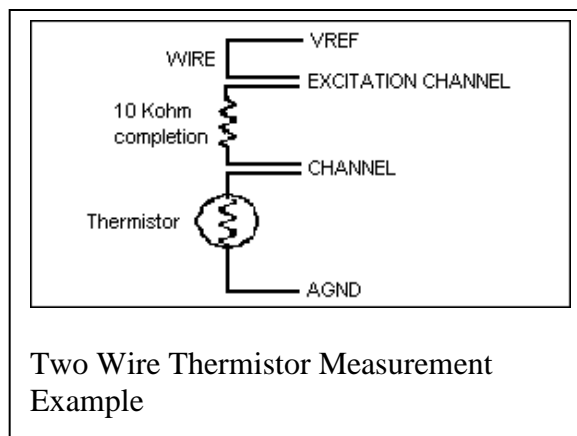 VREF
WIRE
EXCITATION CHANNEL
10 Kohm
completion
CHANNEL
Thermistor
AGND
Two Wire Thermistor Measurement
Example